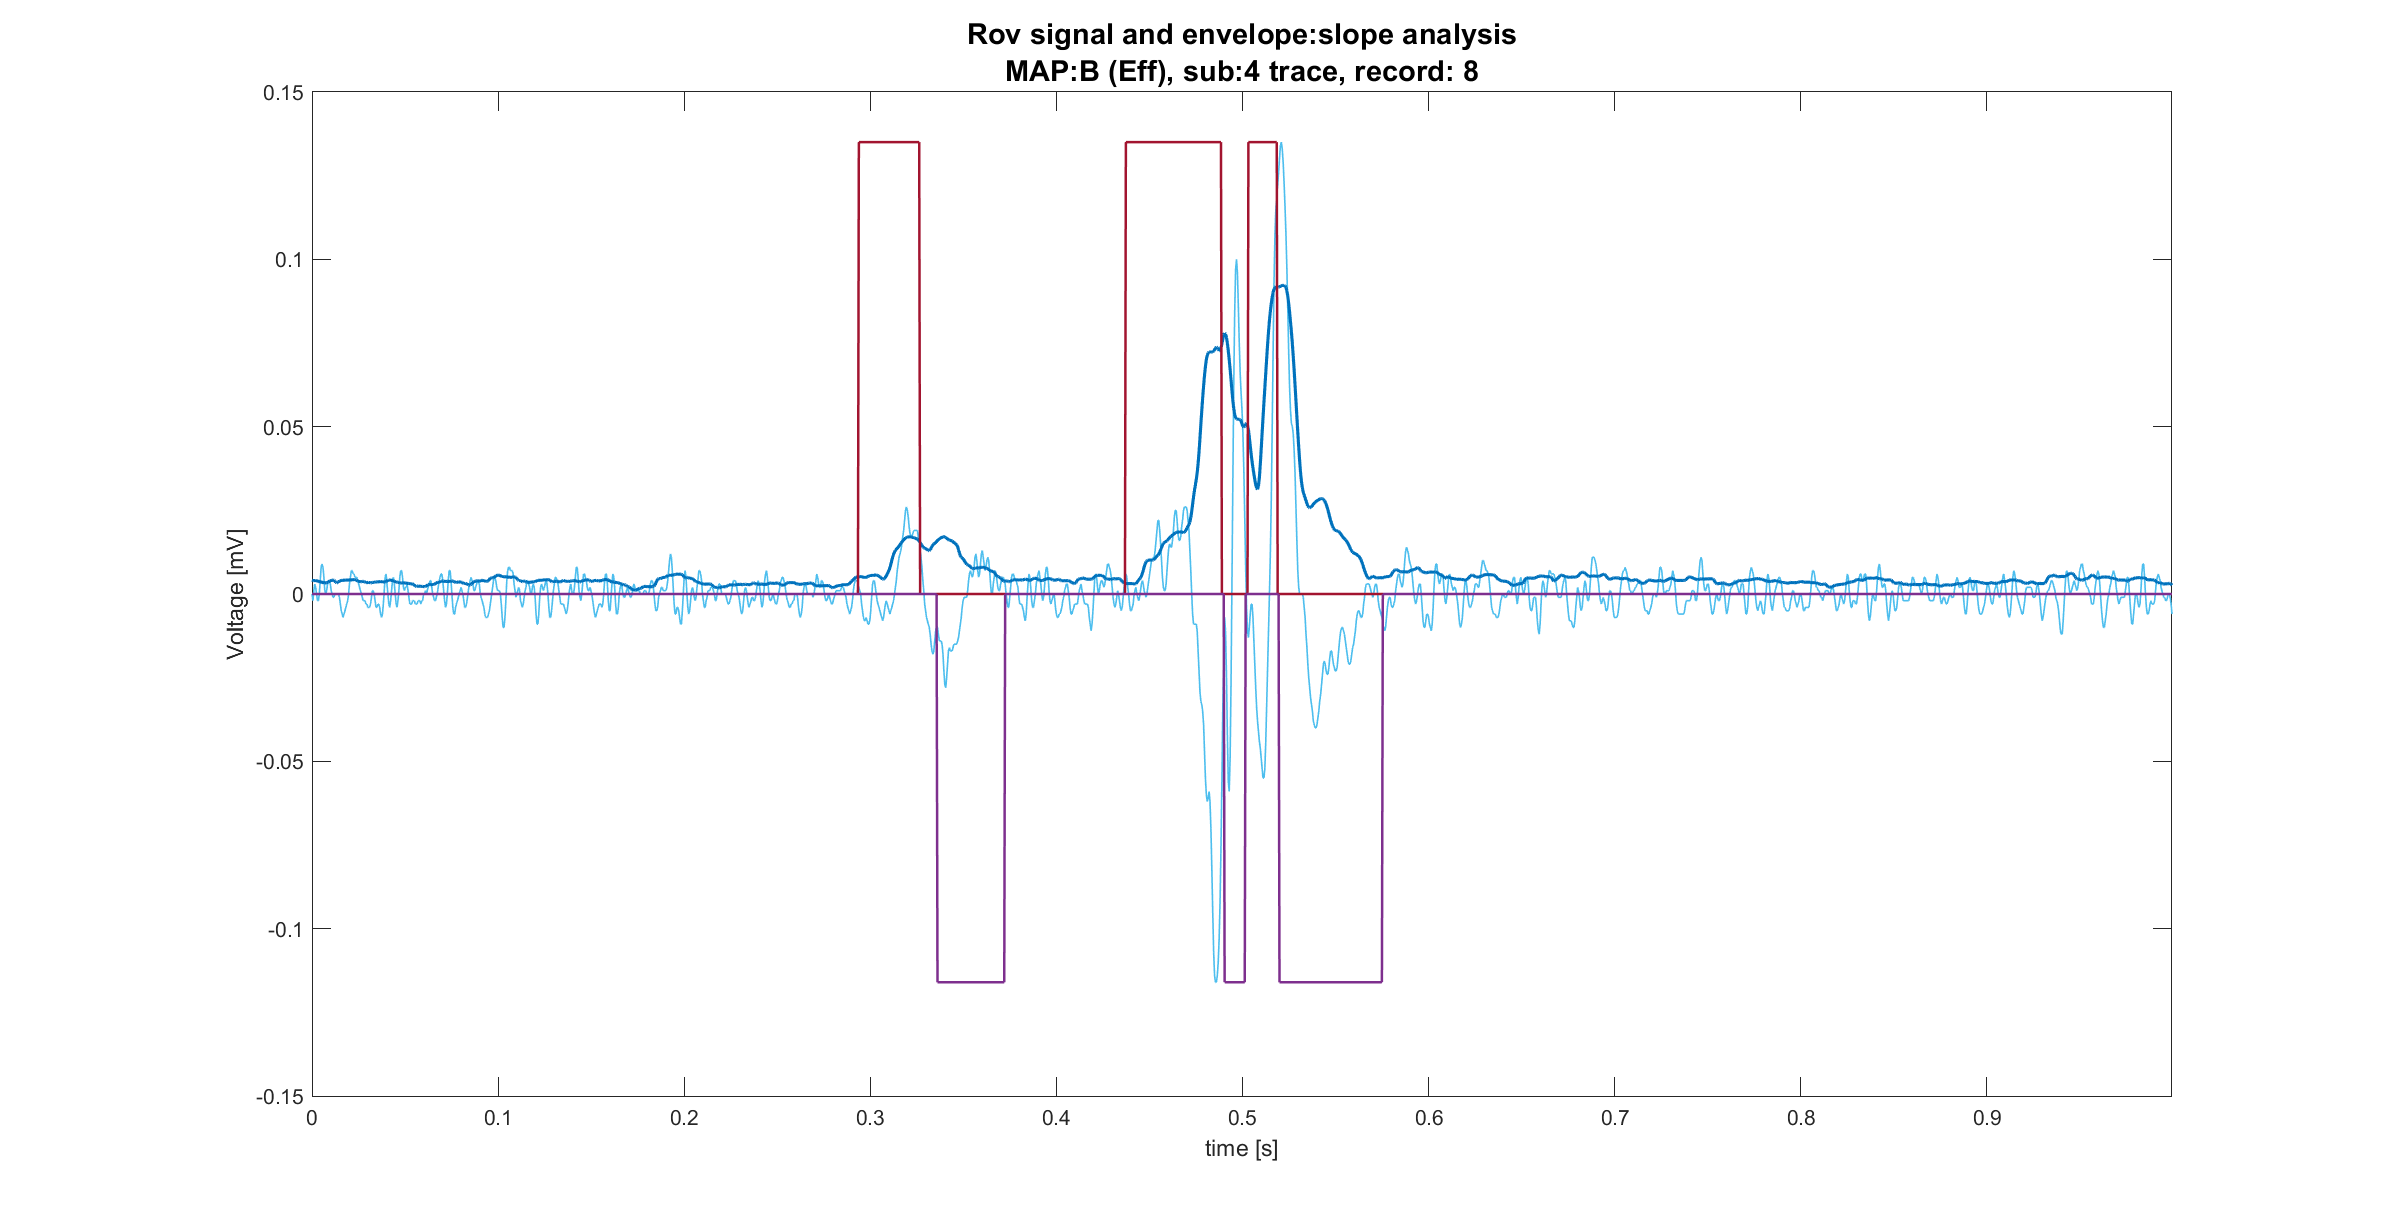 Rov signal and envelope:slope analysis
MAP:B (Eff), sub:4 trace, record: 8
0.15
0.1
0.05
0
-0.05
-0.1
-0.15
Voltage [mV]
0 0.1 0.2 0.3 0.4 0.5 0.6 0.7 0.8 0.9
time [s]